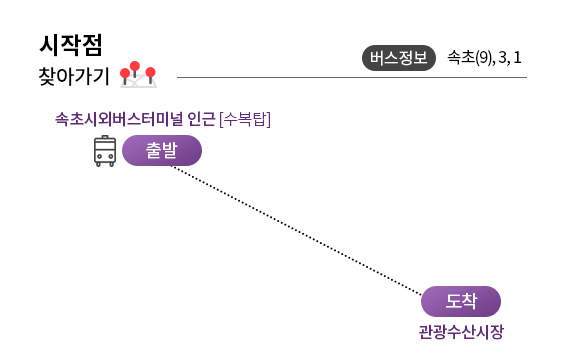 시작점
찾아가기
버스정보 속초(9), 3, 1
속초시외버스터미널 인근 [수복탑]
출발
도착
관광수산시장